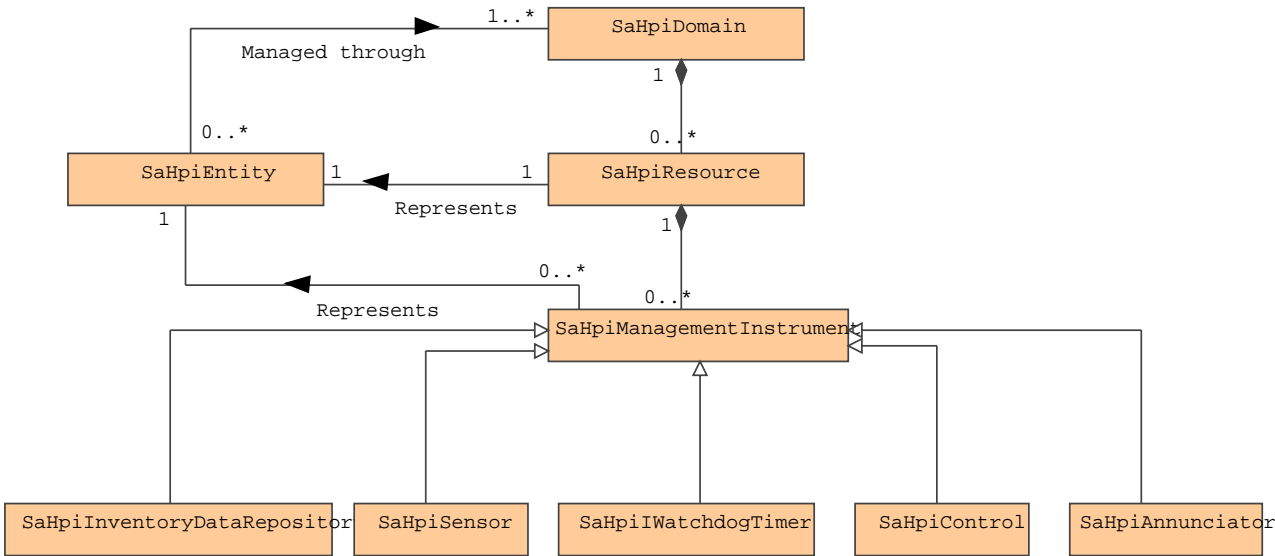 1..*
SaHpiDomain
Managed through
1
0..*
0..*
SaHpiEntity
1
1
SaHpiResource
Represents
1
1
0..*
0..*
Represents
SaHpiManagementInstrument
SaHpiInventoryDataRepositor
SaHpiSensor
SaHpiIWatchdogTimer
SaHpiControl
SaHpiAnnunciator